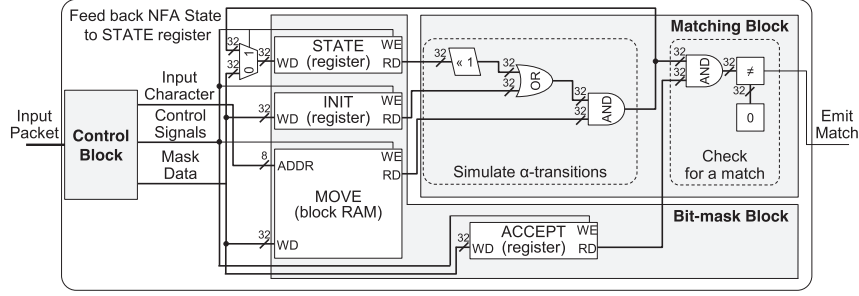 Feed back NFA State
to STATE register
32
32
0 1
32
WD
STATE
(register)
WE
RD
32
« 1
32
32
OR
32
32
AND
Matching Block
32
32
AND
32
≠
32
0
Check
for a match
Emit
Match
Input
Packet
Control
Block
Input
Character
Control
Signals
Mask
Data
32
WD
INIT
(register)
WE
RD
8
ADDR
MOVE
(block RAM)
WE
RD
32
WD
Simulate α-transitions
Bit-mask Block
32
WD
ACCEPT
(register)
WE
RD